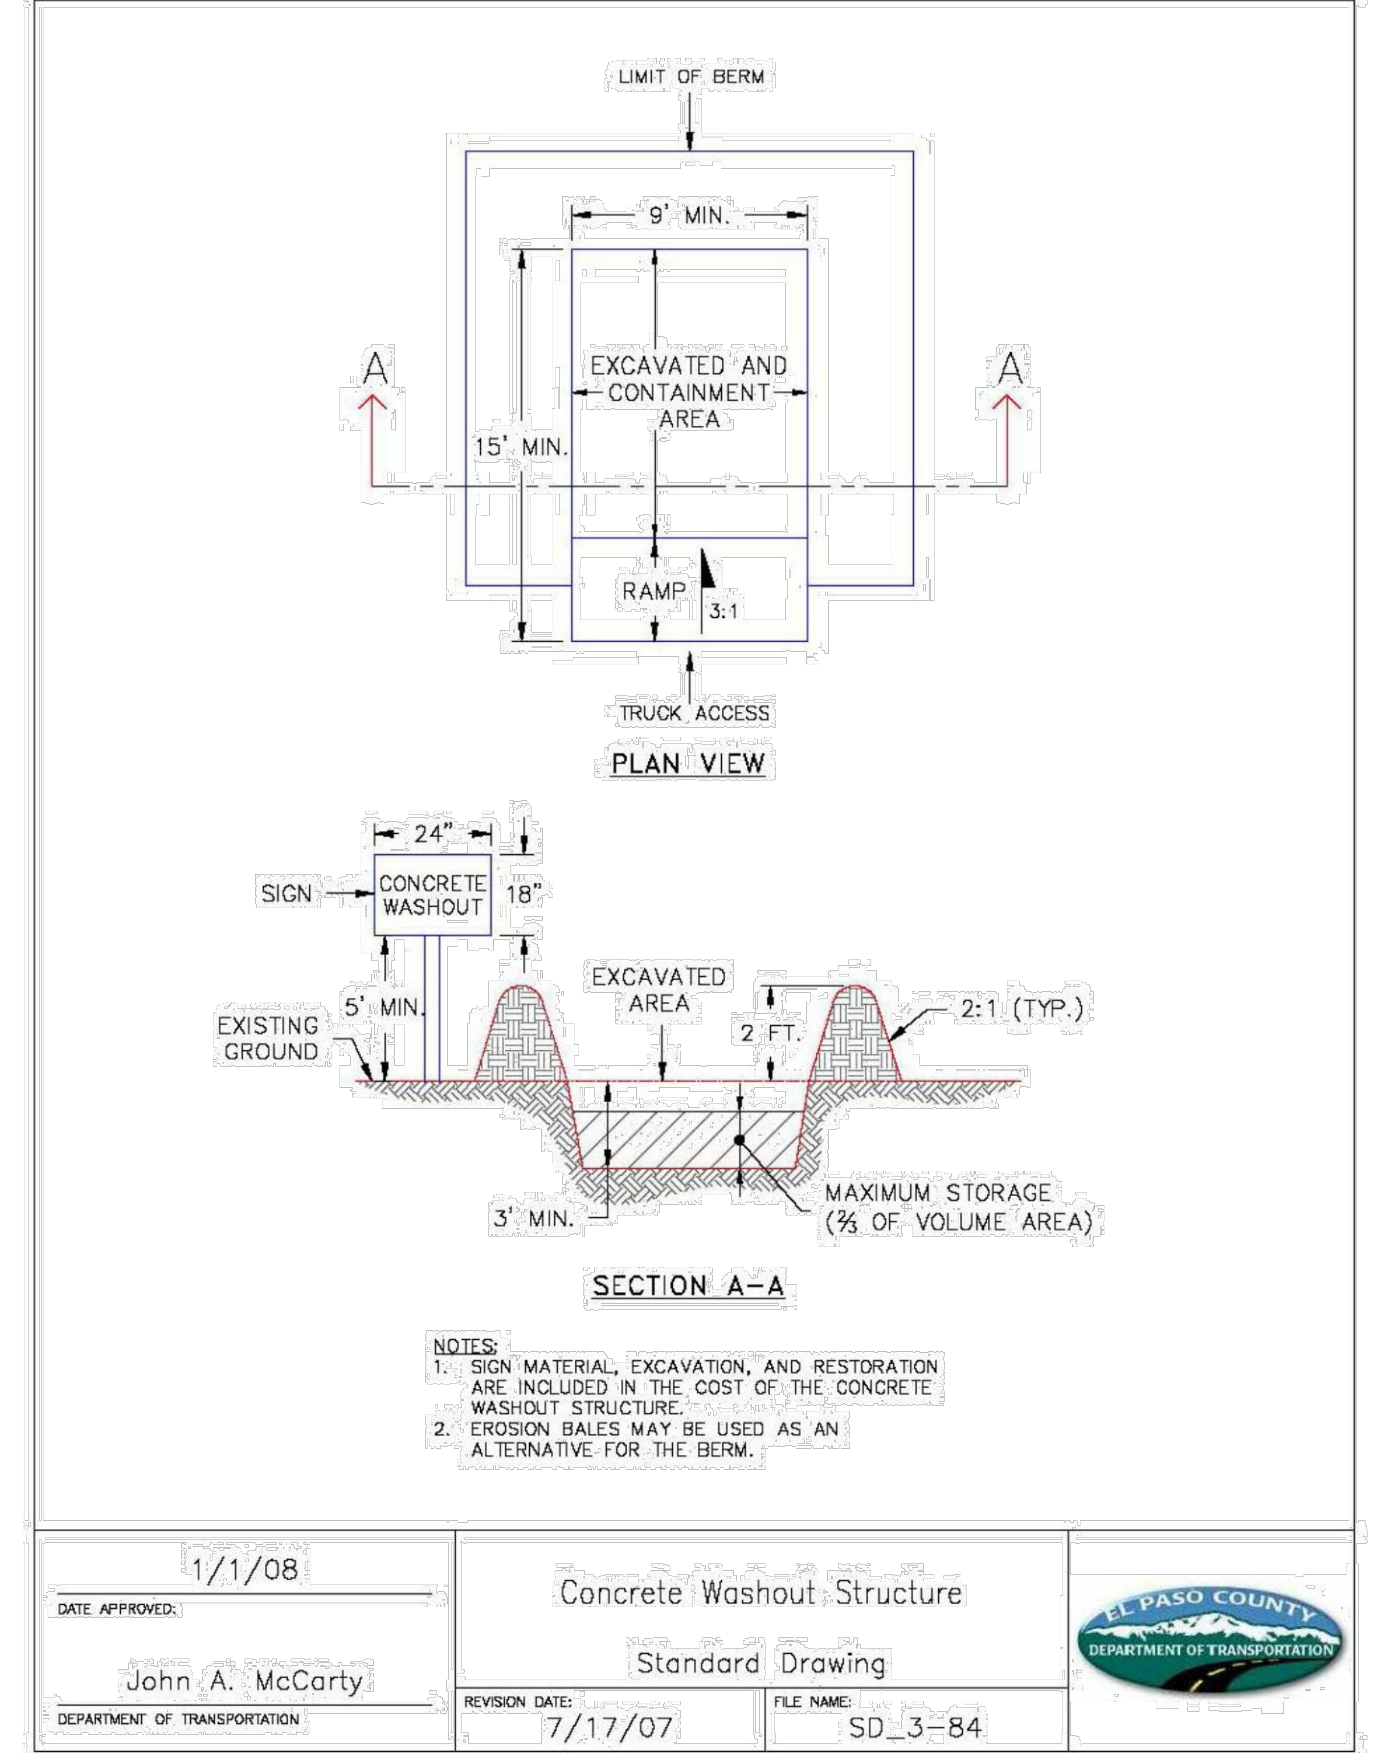 LIMIT OF BERM
9' MIN.
A
EXCAVATED AND
CONTAINMENT
AREA
A
15' MIN.
RAMP
3:1
TRUCK ACCESS
PLAN VIEW
24"
SIGN
CONCRETE
WASHOUT
18"
5' MIN.
EXISTING
GROUND
EXCAVATED
AREA
2 FT.
2:1 (TYP.)
3' MIN.
MAXIMUM STORAGE
(⅔ OF VOLUME AREA)
SECTION A-A
NOTES:
1. SIGN MATERIAL, EXCAVATION, AND RESTORATION
ARE INCLUDED IN THE COST OF THE CONCRETE
WASHOUT STRUCTURE.
2. EROSION BALES MAY BE USED AS AN
ALTERNATIVE FOR THE BERM.
1/1/08
DATE APPROVED:
John A. McCarty
DEPARTMENT OF TRANSPORTATION
Concrete Washout Structure
Standard Drawing
REVISION DATE:
7/17/07
FILE NAME:
SD_3-84
EL PASO COUNTY
DEPARTMENT OF TRANSPORTATION